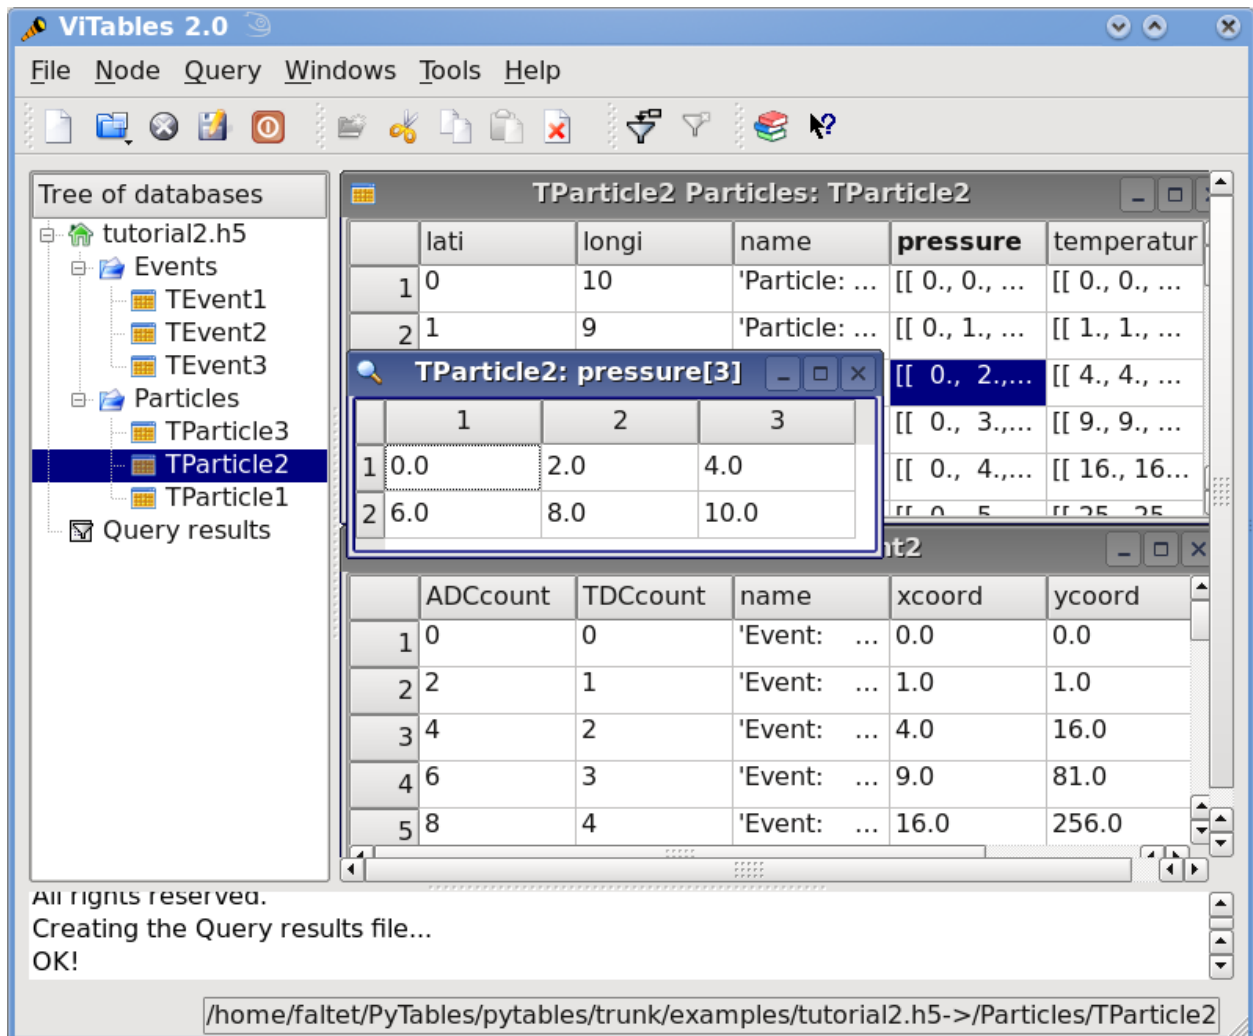 ViTables 2.0
File Node Query Windows Tools Help
Tree of databases
tutorial2.h5
Events
TEvent1
TEvent2
TEvent3
Particles
TParticle3
TParticle2
TParticle1
Query results
TParticle2 Particles: TParticle2
lati longi name pressure temperatur
1 0 10 'Particle: ... [[ 0., 0., ... [[ 0., 0., ...
2 1 9 'Particle: ... [[ 0., 1., ... [[ 1., 1., ...
[[ 0., 2.,... [[ 4., 4., ...
[[ 0., 3.,... [[ 9., 9., ...
[[ 0., 4.,... [[ 16., 16...
TParticle2: pressure[3]
1 2 3
1 0.0 2.0 4.0
2 6.0 8.0 10.0
nt2
ADCcount TDCcount name xcoord ycoord
1 0 0 'Event: ... 0.0 0.0
2 2 1 'Event: ... 1.0 1.0
3 4 2 'Event: ... 4.0 16.0
4 6 3 'Event: ... 9.0 81.0
5 8 4 'Event: ... 16.0 256.0
All rights reserved.
Creating the Query results file...
OK!
/home/faltet/PyTables/pytables/trunk/examples/tutorial2.h5->/Particles/TParticle2